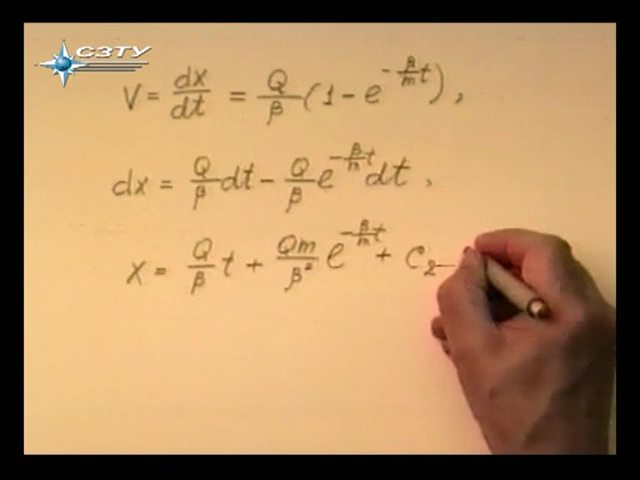 СЗТУ
V = dx/dt = Q/β (1 - e^{-β/m t}),
dx = Q/β dt - Q/β e^{-β/m t} dt,
x = Q/β t + Qm/β² e^{-β/m t} + C₂